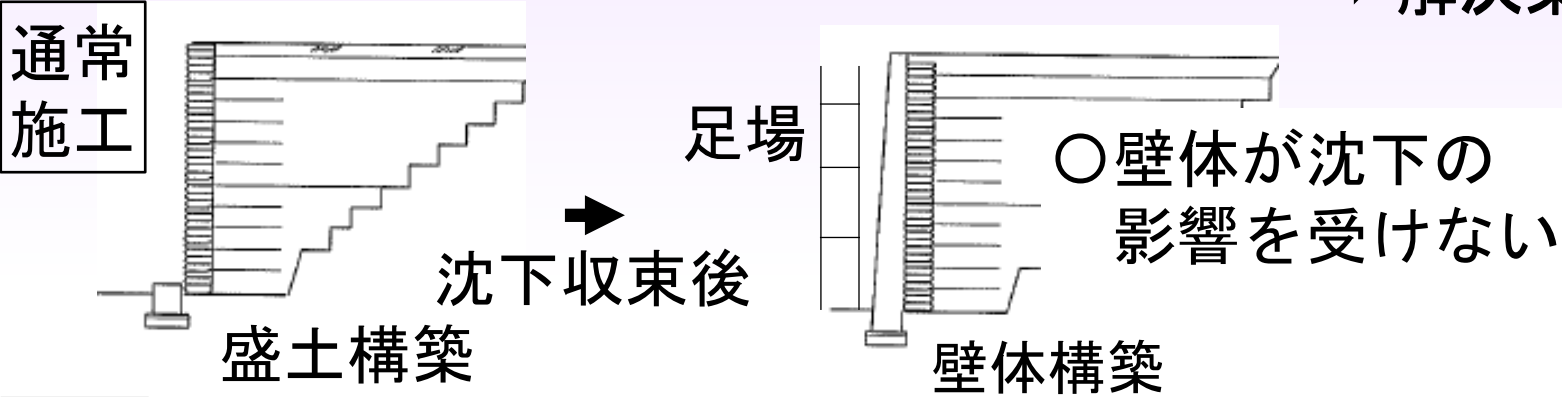 通常
施工
足場
〇壁体が沈下の
影響を受けない
沈下収束後
盛土構築
壁体構築